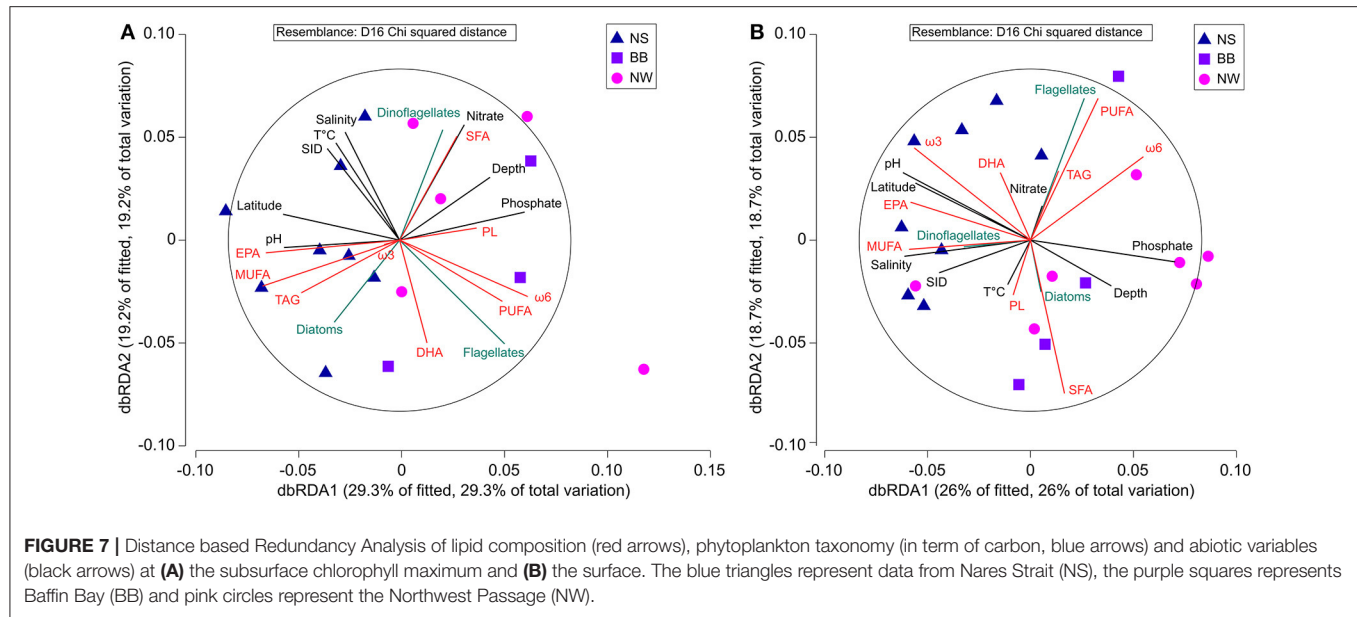 A
Resemblance: D16 Chi squared distance
NS
BB
NW
0.10
0.05
0
-0.05
-0.10
dbRDA2 (19.2% of fitted, 19.2% of total variation)
Dinoflagellates
Nitrate
Salinity
T°C
SFA
SID
Depth
Latitude
Phosphate
PL
pH
EPA
ω3
MUFA
TAG
ω6
PUFA
Diatoms
DHA
Flagellates
-0.10
-0.05
0
0.05
0.10
0.15
dbRDA1 (29.3% of fitted, 29.3% of total variation)
B
Resemblance: D16 Chi squared distance
NS
BB
NW
0.10
0.05
0
-0.05
-0.10
dbRDA2 (18.7% of fitted, 18.7% of total variation)
Flagellates
PUFA
ω3
ω6
pH
DHA
TAG
Latitude
Nitrate
EPA
Dinoflagellates
MUFA
Phosphate
Salinity
SID
T°C
Depth
PL
Diatoms
SFA
-0.10
-0.05
0
0.05
0.10
dbRDA1 (26% of fitted, 26% of total variation)
FIGURE 7 | Distance based Redundancy Analysis of lipid composition (red arrows), phytoplankton taxonomy (in term of carbon, blue arrows) and abiotic variables
(black arrows) at (A) the subsurface chlorophyll maximum and (B) the surface. The blue triangles represent data from Nares Strait (NS), the purple squares represents
Baffin Bay (BB) and pink circles represent the Northwest Passage (NW).